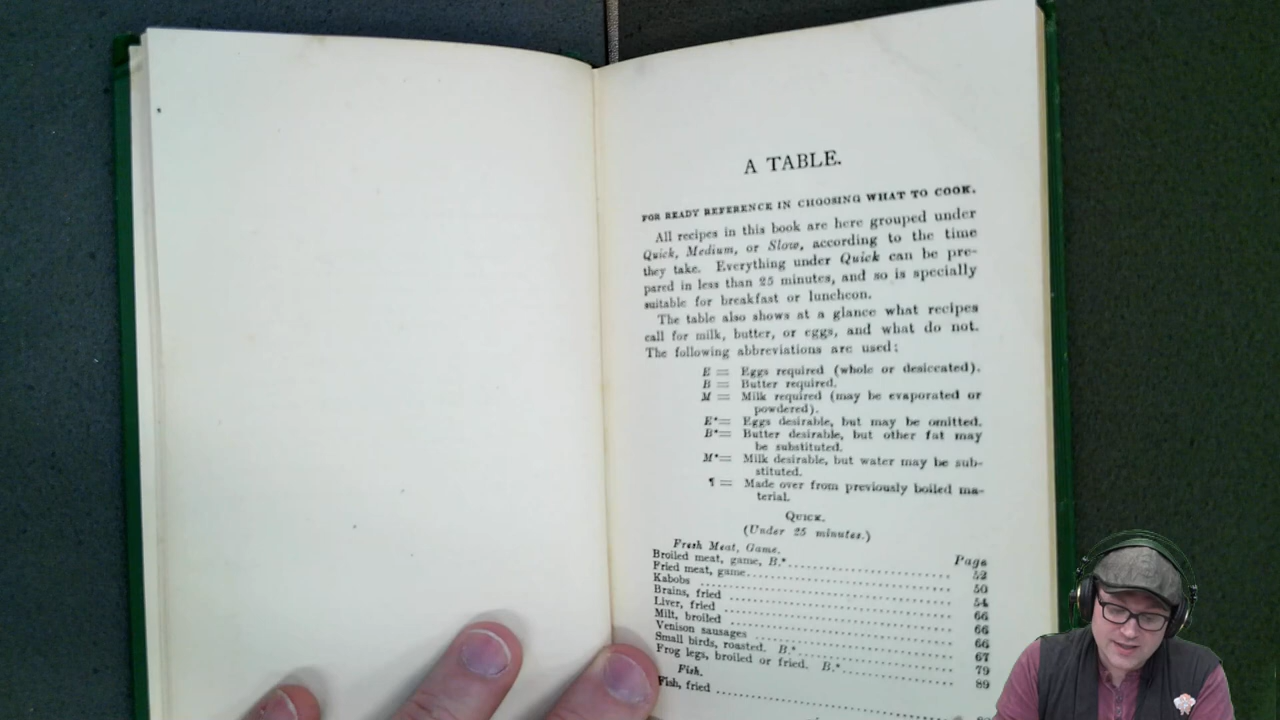 A TABLE.
FOR READY REFERENCE IN CHOOSING WHAT TO COOK.
All recipes in this book are here grouped under
Quick, Medium, or Slow, according to the time
they take. Everything under Quick can be pre-
pared in less than 25 minutes, and so is specially
suitable for breakfast or luncheon.
The table also shows at a glance what recipes
call for milk, butter, or eggs, and what do not.
The following abbreviations are used:
E = Eggs required (whole or desiccated).
B = Butter required.
M = Milk required (may be evaporated or
powdered).
E*= Eggs desirable, but may be omitted.
B*= Butter desirable, but other fat may
be substituted.
M*= Milk desirable, but water may be sub-
stituted.
¶ = Made over from previously boiled ma-
terial.
QUICK.
(Under 25 minutes.)
Fresh Meat, Game. Page
Broiled meat, game, B.* 52
Fried meat, game 50
Kabobs 54
Brains, fried 66
Liver, fried 66
Milt, broiled 66
Venison sausages 67
Small birds, roasted. B.* 79
Frog legs, broiled or fried. B.* 89
Fish.
Fish, fried